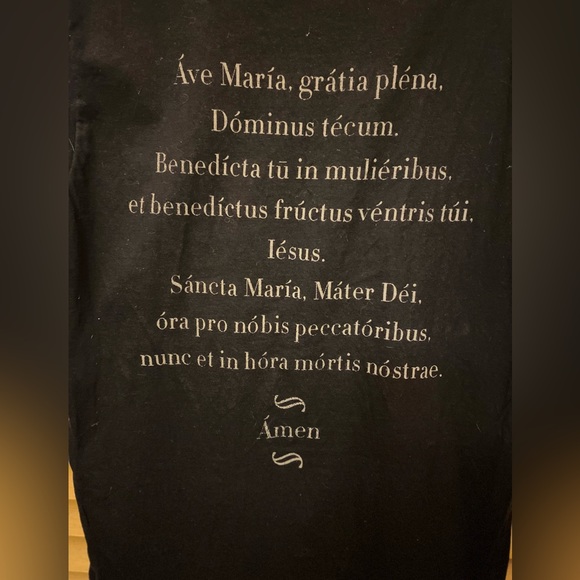 Áve María, grátia pléna,
Dóminus técum.
Benedícta tū in muliéribus,
et benedíctus frúctus véntris túi,
Iésus.
Sáncta María, Máter Déi,
óra pro nóbis peccatóribus,
nunc et in hóra mórtis nóstrae.
Ámen